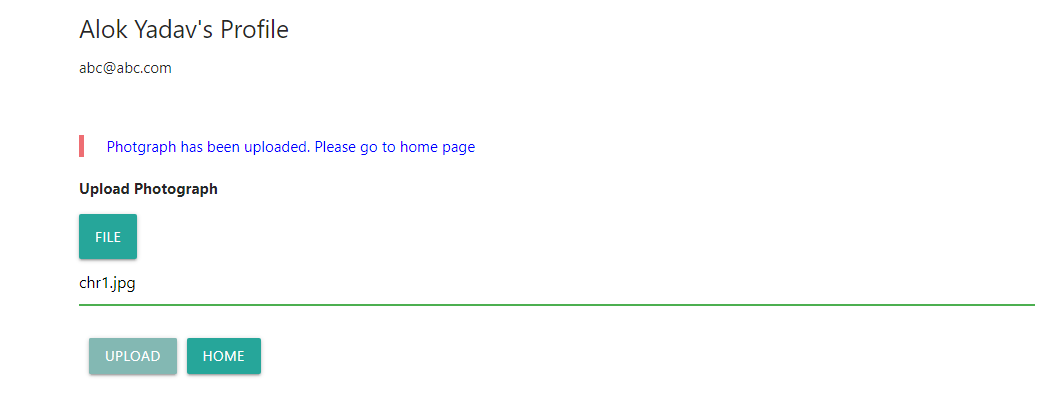 Alok Yadav's Profile
abc@abc.com
Photgraph has been uploaded. Please go to home page
Upload Photograph
FILE
chr1.jpg
UPLOAD HOME